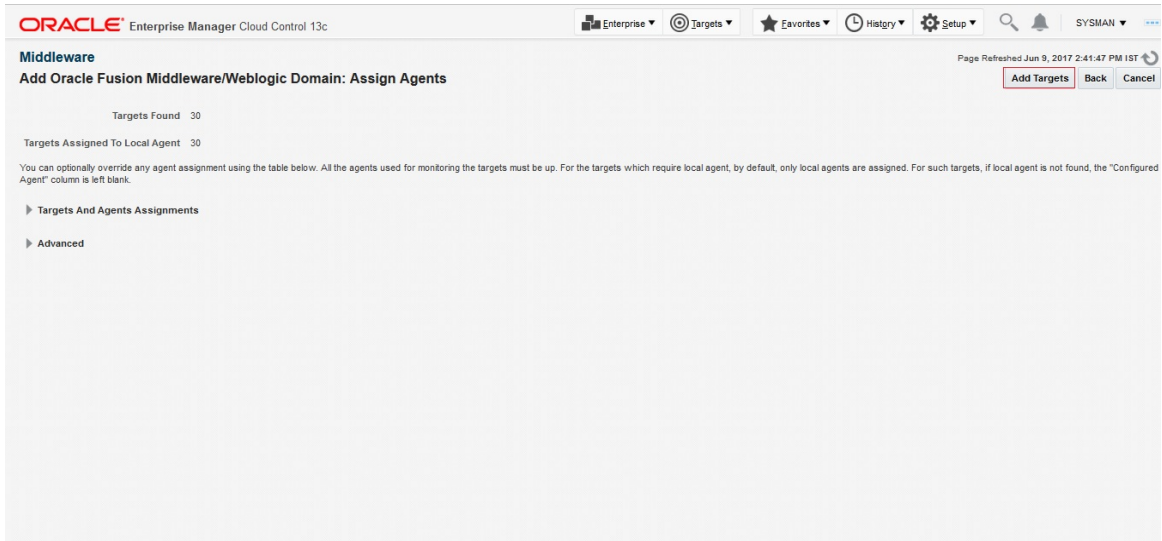 ORACLE Enterprise Manager Cloud Control 13c Enterprise Targets Favorites History Setup SYSMAN
Middleware Page Refreshed Jun 9, 2017 2:41:47 PM IST
Add Oracle Fusion Middleware/Weblogic Domain: Assign Agents Add Targets Back Cancel
Targets Found 30
Targets Assigned To Local Agent 30
You can optionally override any agent assignment using the table below. All the agents used for monitoring the targets must be up. For the targets which require local agent, by default, only local agents are assigned. For such targets, if local agent is not found, the "Configured
Agent" column is left blank.
Targets And Agents Assignments
Advanced